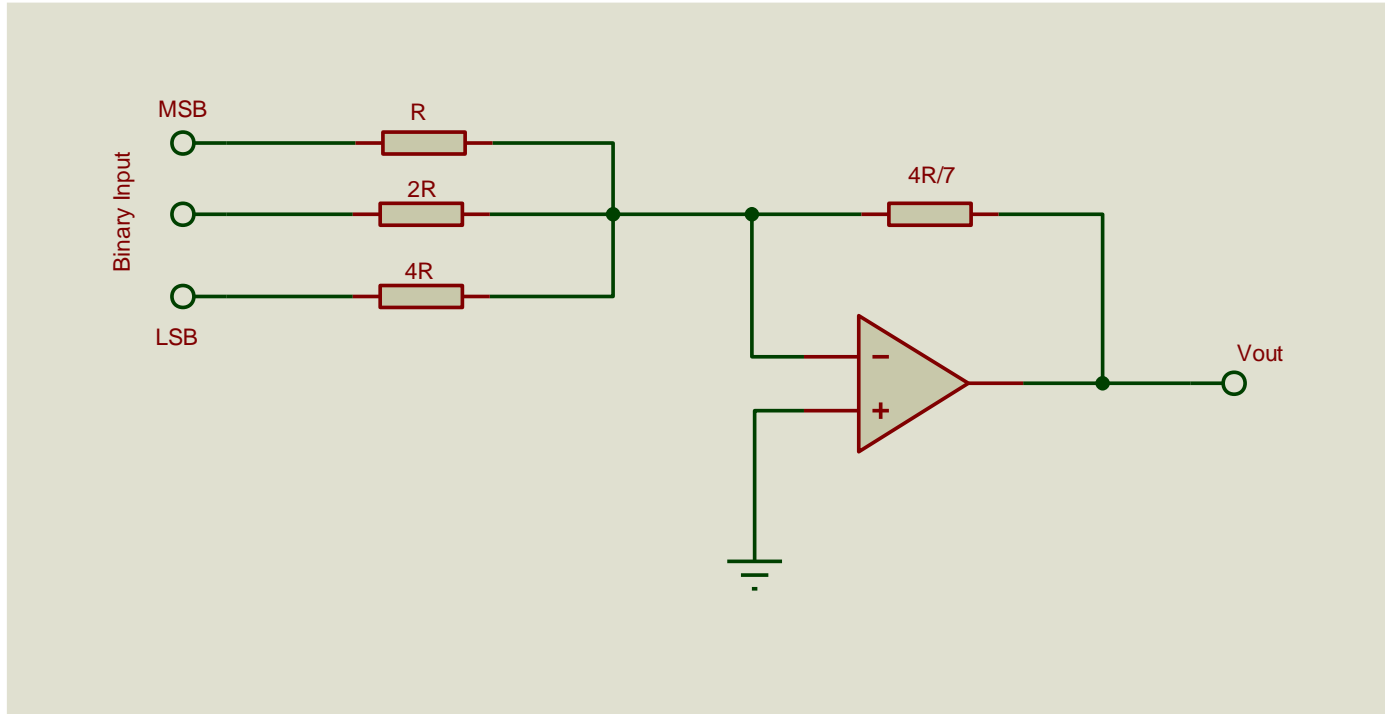 MSB
R
Binary Input
2R
4R
LSB
4R/7
−
+
Vout